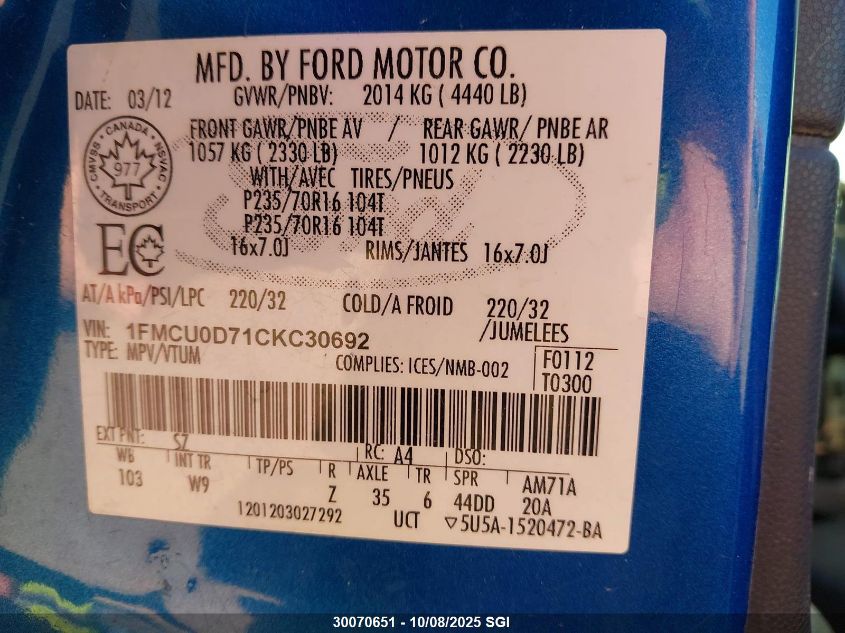 MFD. BY FORD MOTOR CO.
DATE: 03/12 GVWR/PNBV: 2014 KG ( 4440 LB)
FRONT GAWR/PNBE AV / REAR GAWR/ PNBE AR
1057 KG ( 2330 LB) 1012 KG ( 2230 LB)
WITH/AVEC TIRES/PNEUS
P235/70R16 104T
P235/70R16 104T
16x7.0J RIMS/JANTES 16x7.0J
CMVSS CANADA NSVAC
977
TRANSPORT
Ford
EC
AT/A kPa/PSI/LPC 220/32 COLD/A FROID 220/32
VIN: 1FMCU0D71CKC30692 /JUMELEES
TYPE: MPV/VTUM COMPLIES: ICES/NMB-002 F0112
T0300
EXT PNT: SZ RC: A4 DSO:
WB INT TR TP/PS R AXLE TR SPR AM71A
103 W9 Z 35 6 44DD 20A
1201203027292 UCT ▽5U5A-1520472-BA
30070651 - 10/08/2025 SGI